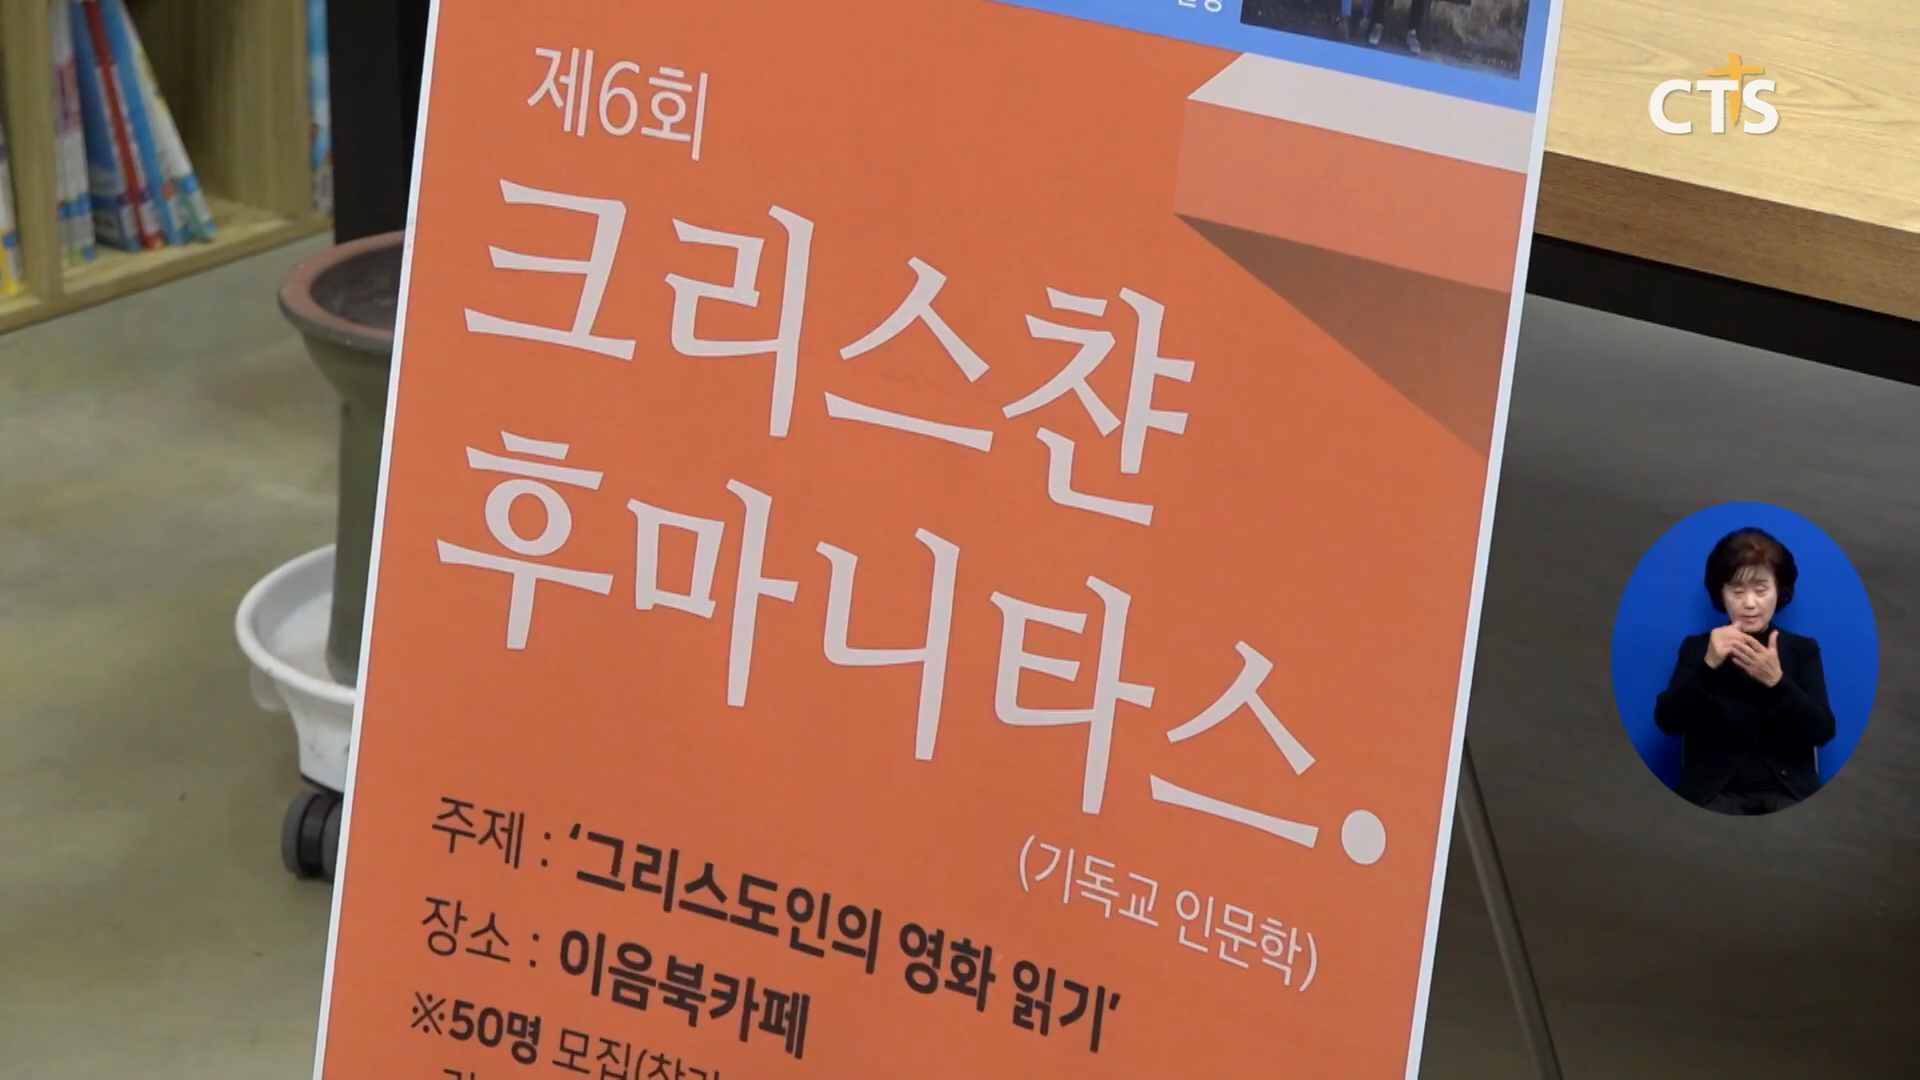 CTS
제6회
크리스챤
후마니타스.
(기독교 인문학)
주제 : ‘그리스도인의 영화 읽기’
장소 : 이음북카페
※50명 모집(참가